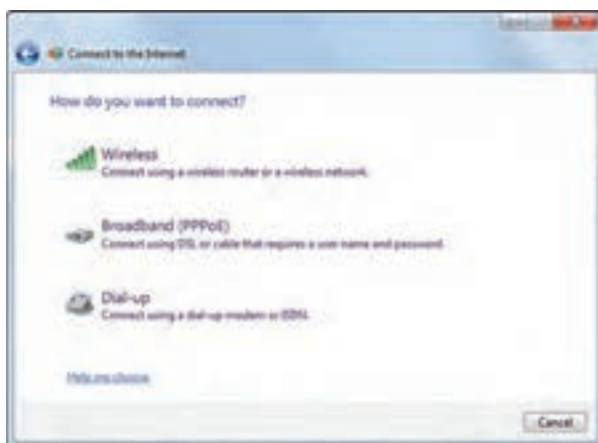 Connect to the Internet
How do you want to connect?
Wireless
Connect using a wireless router or a wireless network.
Broadband (PPPoE)
Connect using DSL or cable that requires a user name and password.
Dial-up
Connect using a dial-up modem or ISDN.
Help me choose
Cancel